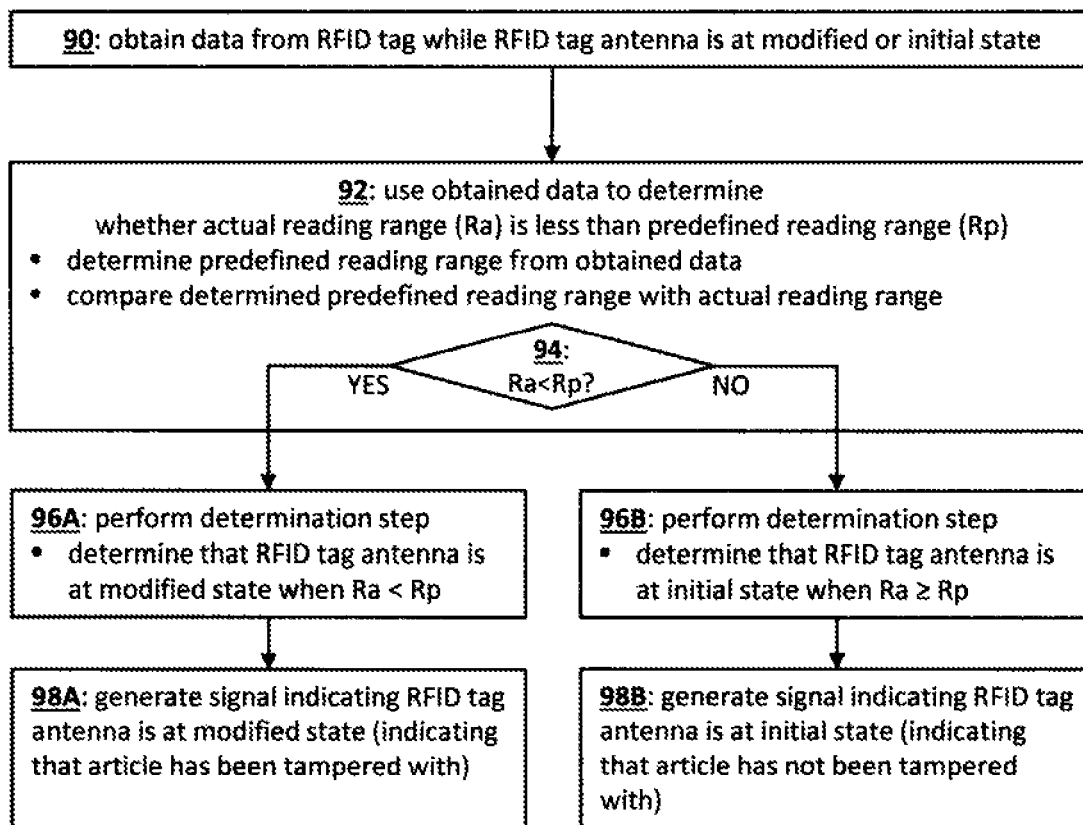 90: obtain data from RFID tag while RFID tag antenna is at modified or initial state
92: use obtained data to determine
whether actual reading range (Ra) is less than predefined reading range (Rp)
• determine predefined reading range from obtained data
• compare determined predefined reading range with actual reading range
94:
YES
Ra<Rp?
NO
96A: perform determination step
• determine that RFID tag antenna is
at modified state when Ra < Rp
96B: perform determination step
• determine that RFID tag antenna is
at initial state when Ra ≥ Rp
98A: generate signal indicating RFID tag
antenna is at modified state (indicating
that article has been tampered with)
98B: generate signal indicating RFID tag
antenna is at initial state (indicating
that article has not been tampered
with)